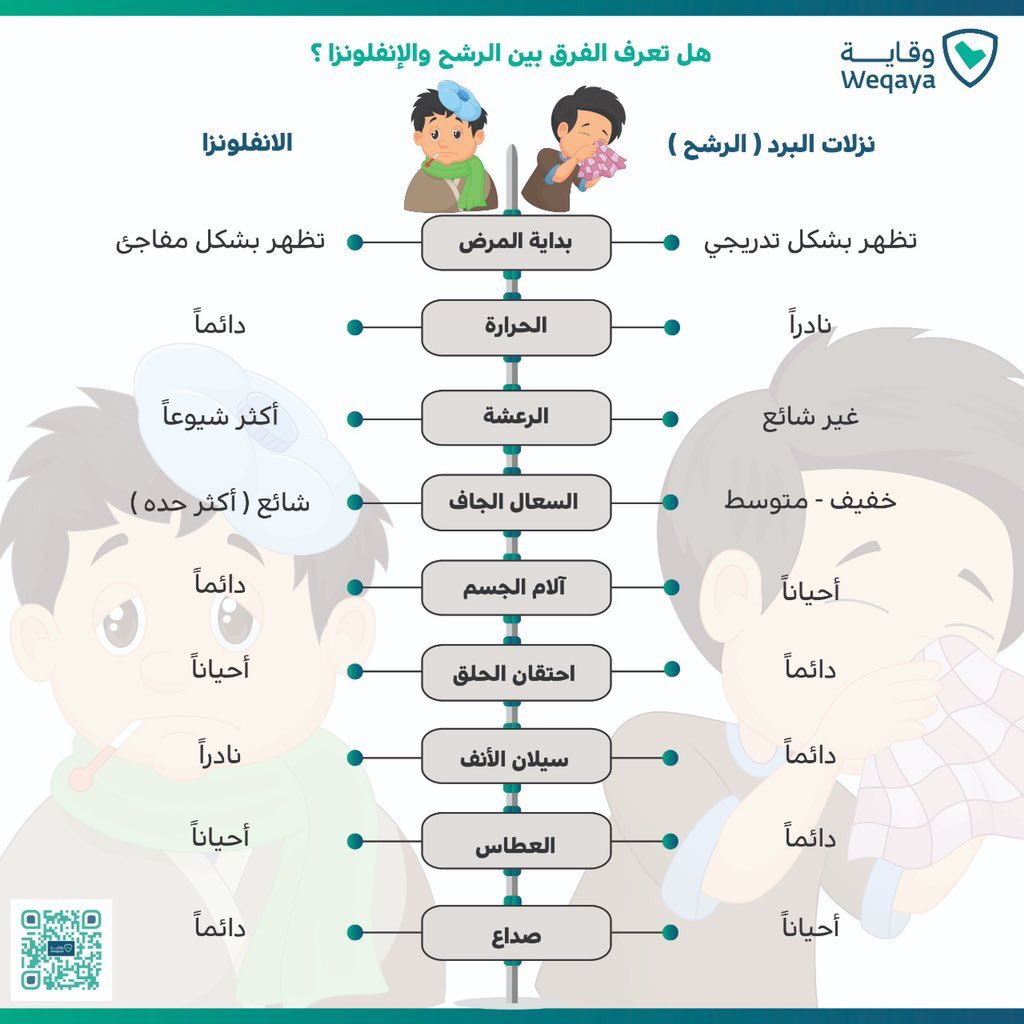 وقاية
Weqaya
هل تعرف الفرق بين الرشح والإنفلونزا ؟
نزلات البرد ( الرشح )
الانفلونزا
تظهر بشكل تدريجي
بداية المرض
تظهر بشكل مفاجئ
نادراً
الحرارة
دائماً
غير شائع
الرعشة
أكثر شيوعاً
خفيف - متوسط
السعال الجاف
شائع ( أكثر حده )
أحياناً
آلام الجسم
دائماً
دائماً
احتقان الحلق
أحياناً
دائماً
سيلان الأنف
نادراً
دائماً
العطاس
أحياناً
أحياناً
صداع
دائماً